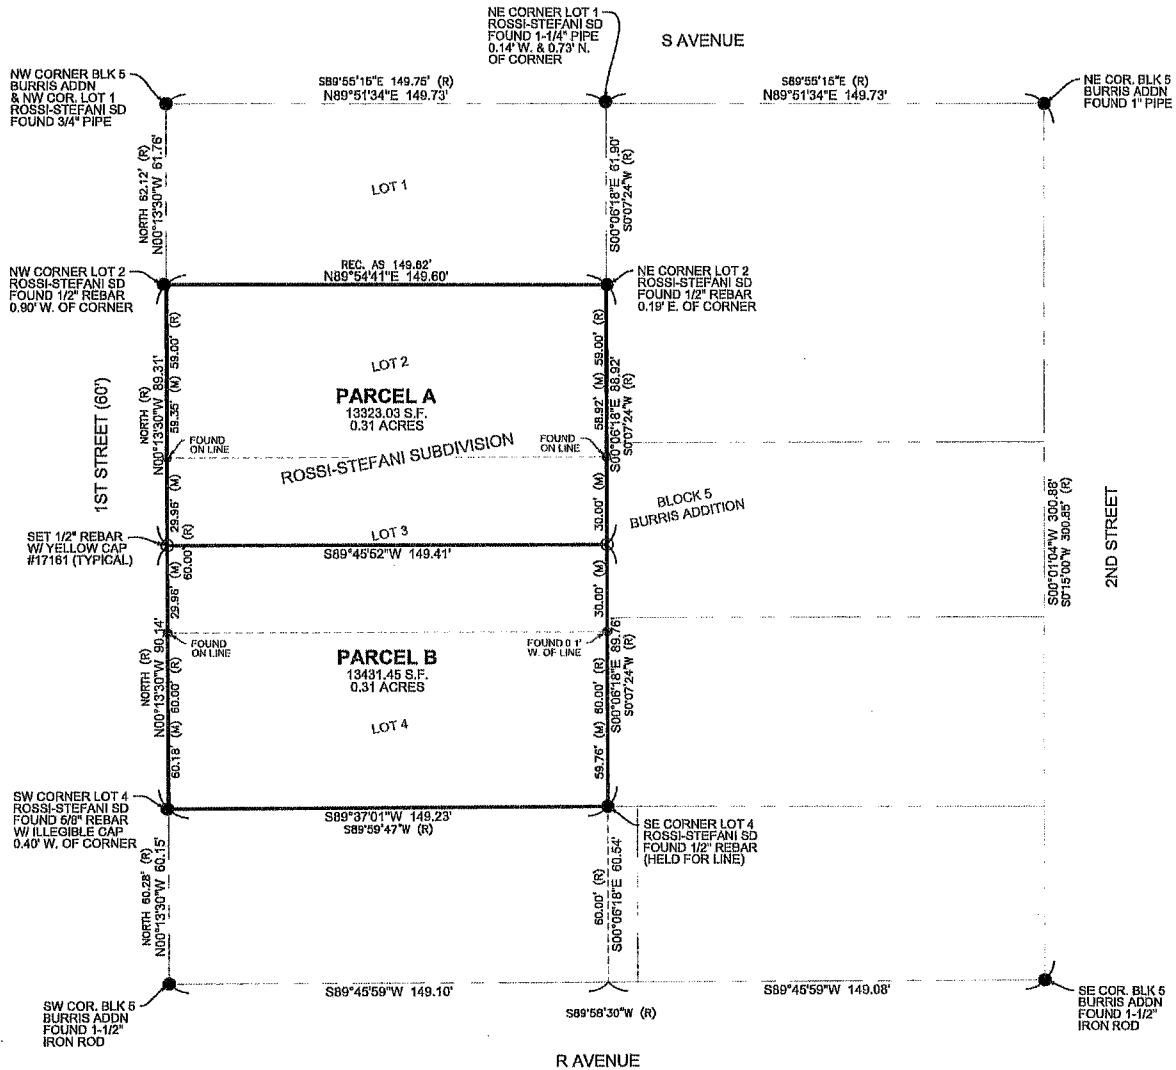 NE CORNER LOT 1
ROSSI-STEFANI SD
FOUND 1-1/4" PIPE
0.14' W. & 0.73' N.
OF CORNER
S AVENUE
NW CORNER BLK 5
BURRIS ADDN
& NW COR. LOT 1
ROSSI-STEFANI SD
FOUND 3/4" PIPE
S89°55'15"E 149.75' (R)
N89°51'34"E 149.73'
S89°55'15"E (R)
N89°51'34"E 149.73'
NE COR. BLK 5
BURRIS ADDN
FOUND 1" PIPE
NORTH 62.12' (R)
N00°13'30"W 61.76'
LOT 1
S00°06'18"E 61.90'
S0°07'24"W (R)
NW CORNER LOT 2
ROSSI-STEFANI SD
FOUND 1/2" REBAR
0.90' W. OF CORNER
REC. AS 149.62'
N89°54'41"E 149.60'
NE CORNER LOT 2
ROSSI-STEFANI SD
FOUND 1/2" REBAR
0.19' E. OF CORNER
1ST STREET (60')
NORTH (R)
N00°13'30"W 89.31'
59.35' (M) 59.00' (R)
LOT 2
PARCEL A
13323.03 S.F.
0.31 ACRES
58.92' (M) 59.00' (R)
S00°06'18"E 88.92'
S0°07'24"W (R)
FOUND
ON LINE
FOUND
ON LINE
ROSSI-STEFANI SUBDIVISION
BLOCK 5
BURRIS ADDITION
29.95' (M)
30.00' (M)
SET 1/2" REBAR
W/ YELLOW CAP
#17161 (TYPICAL)
60.00' (R)
LOT 3
S89°45'52"W 149.41'
S00°01'04"W 300.88'
S0°15'00"W 300.85' (R)
2ND STREET
29.96' (M)
30.00' (M)
FOUND
ON LINE
FOUND 0.1'
W. OF LINE
NORTH (R)
N00°13'30"W 90.14'
60.18' (M) 60.00' (R)
PARCEL B
13431.45 S.F.
0.31 ACRES
LOT 4
59.76' (M) 60.00' (R)
S00°06'18"E 89.76'
S0°07'24"W (R)
SW CORNER LOT 4
ROSSI-STEFANI SD
FOUND 5/8" REBAR
W/ ILLEGIBLE CAP
0.40' W. OF CORNER
S89°37'01"W 149.23'
S89°59'47"W (R)
SE CORNER LOT 4
ROSSI-STEFANI SD
FOUND 1/2" REBAR
(HELD FOR LINE)
NORTH 60.28' (R)
N00°13'30"W 60.15'
60.00' (R)
S00°06'18"E 60.54'
SW COR. BLK 5
BURRIS ADDN
FOUND 1-1/2"
IRON ROD
S89°45'59"W 149.10'
S89°58'30"W (R)
S89°45'59"W 149.08'
SE COR. BLK 5
BURRIS ADDN
FOUND 1-1/2"
IRON ROD
R AVENUE